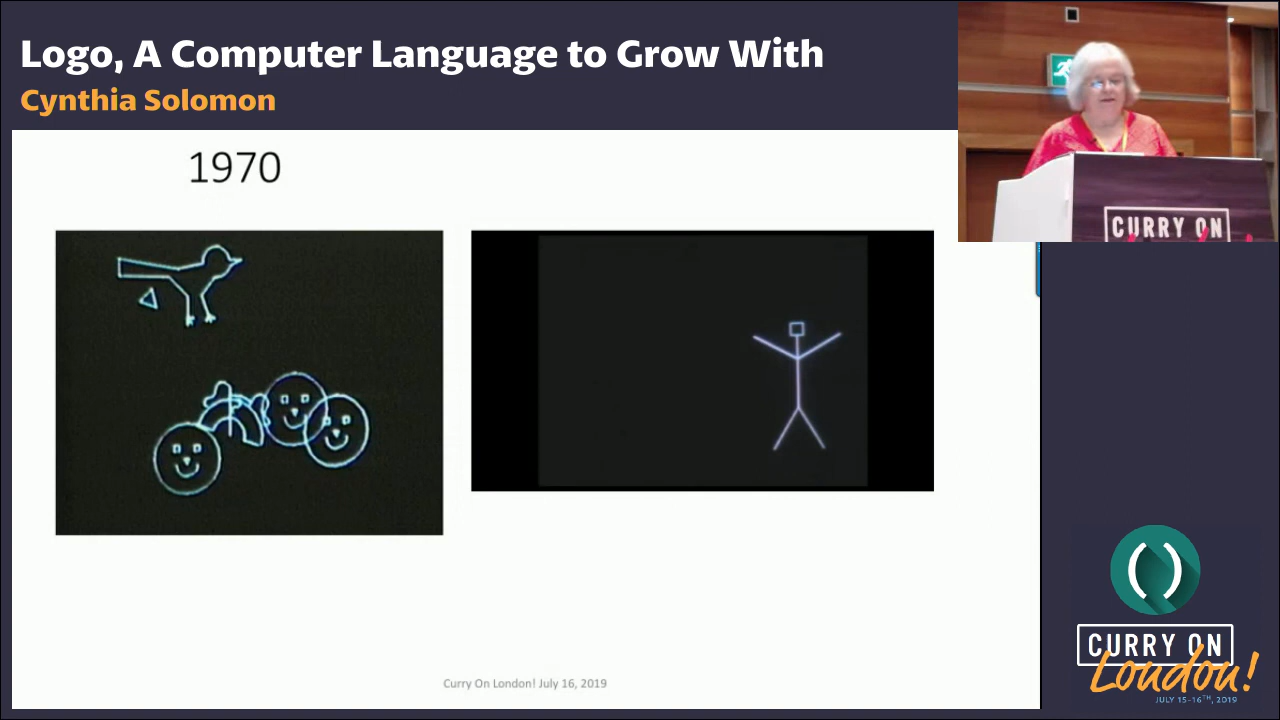 Logo, A Computer Language to Grow With
Cynthia Solomon
1970
CURRY ON
Curry On London! July 16, 2019
( )
CURRY ON
London!
JULY 15-16TH, 2019